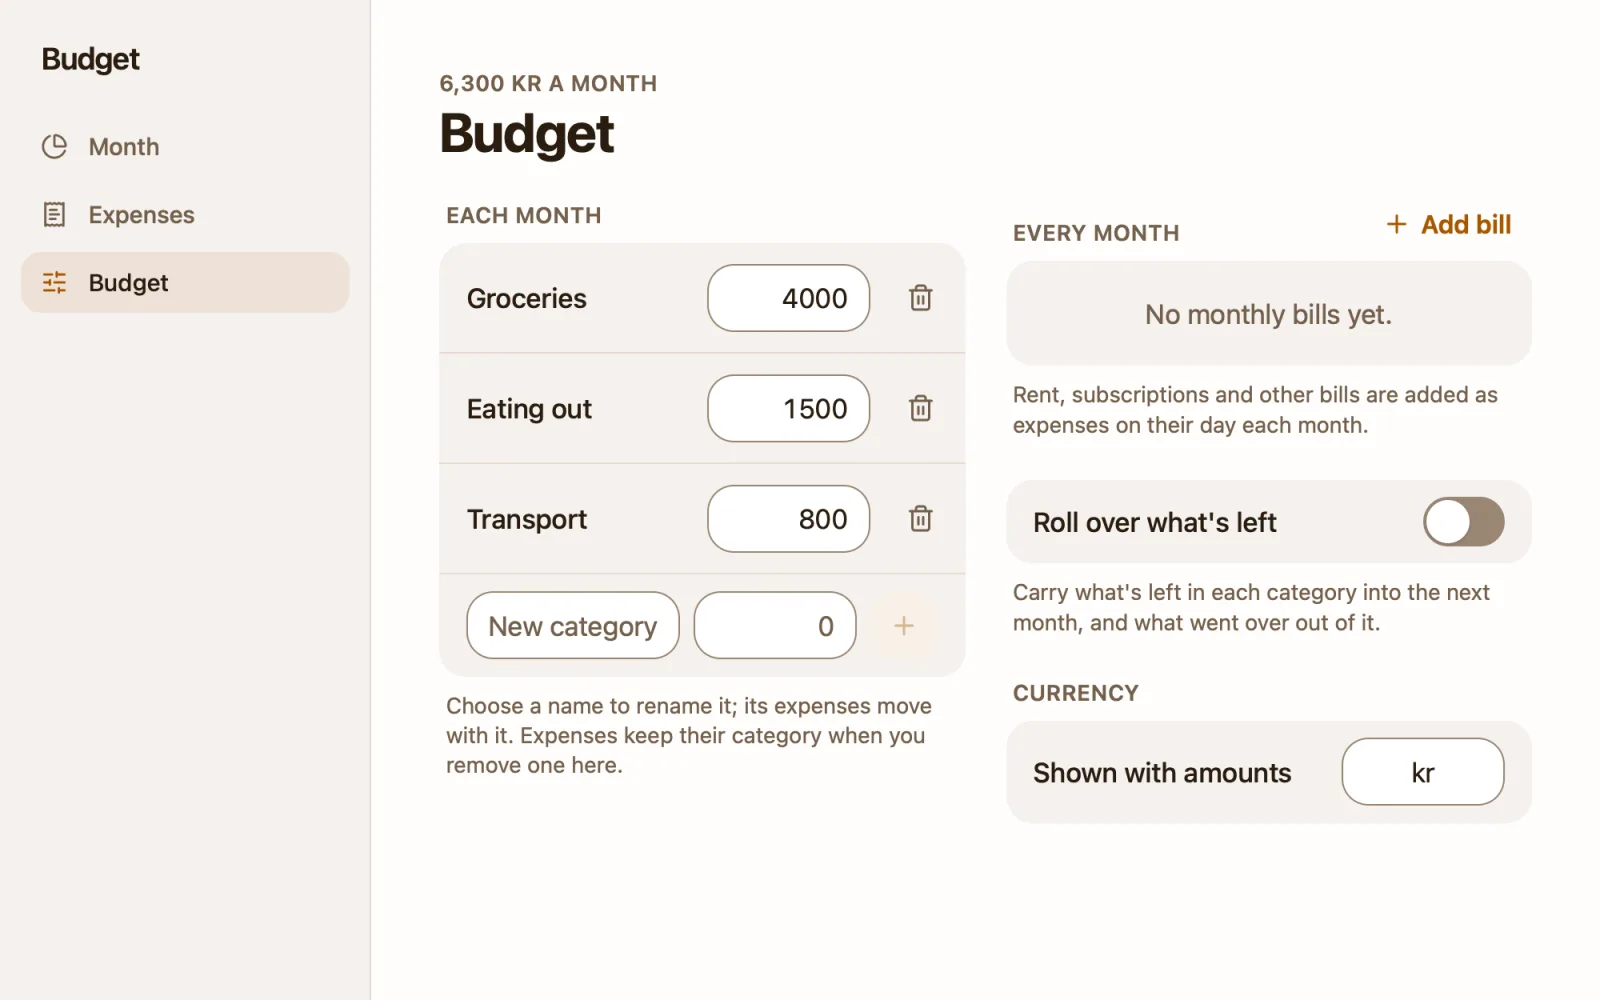 Budget
Month
Expenses
Budget
6,300 KR A MONTH
Budget
EACH MONTH
Groceries
4000
Eating out
1500
Transport
800
New category
0
Choose a name to rename it; its expenses move
with it. Expenses keep their category when you
remove one here.
EVERY MONTH
+ Add bill
No monthly bills yet.
Rent, subscriptions and other bills are added as
expenses on their day each month.
Roll over what's left
Carry what's left in each category into the next
month, and what went over out of it.
CURRENCY
Shown with amounts
kr